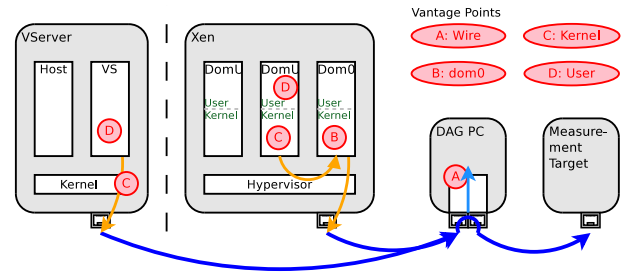 VServer
Host
VS
D
Kernel
C
Xen
DomU
User
Kernel
DomU
D
User
Kernel
C
Dom0
User
Kernel
B
Hypervisor
Vantage Points
A: Wire
C: Kernel
B: dom0
D: User
DAG PC
A
Measure-
ment
Target